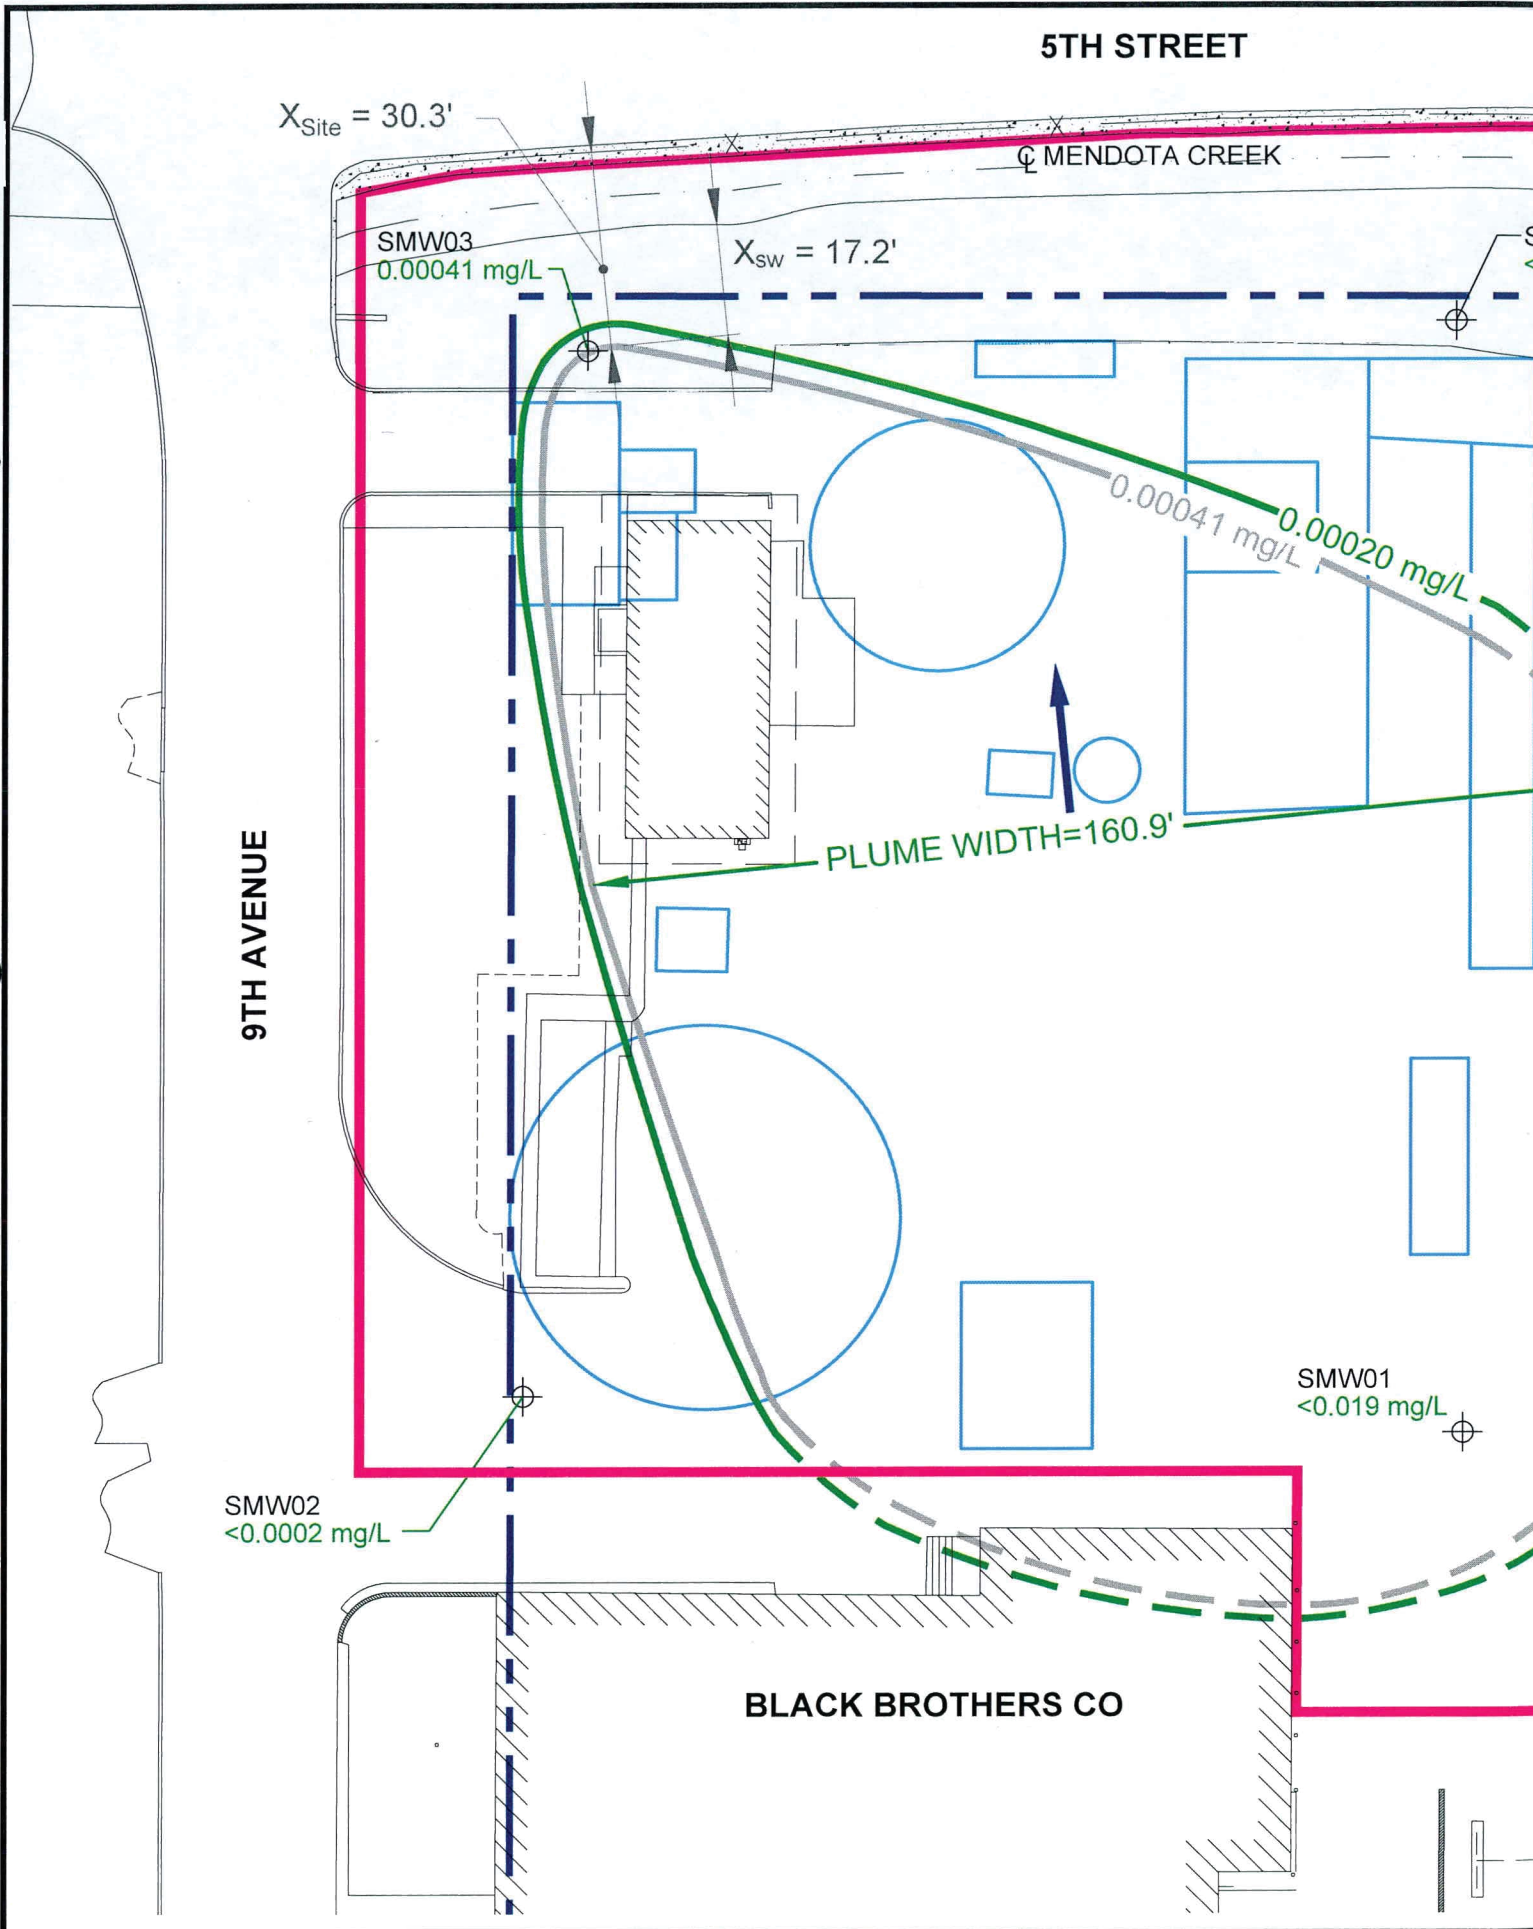 5TH STREET
X_Site = 30.3'
℄ MENDOTA CREEK
SMW03
0.00041 mg/L
X_SW = 17.2'
S
<
0.00041 mg/L
0.00020 mg/L
PLUME WIDTH=160.9'
9TH AVENUE
SMW01
<0.019 mg/L
SMW02
<0.0002 mg/L
BLACK BROTHERS CO